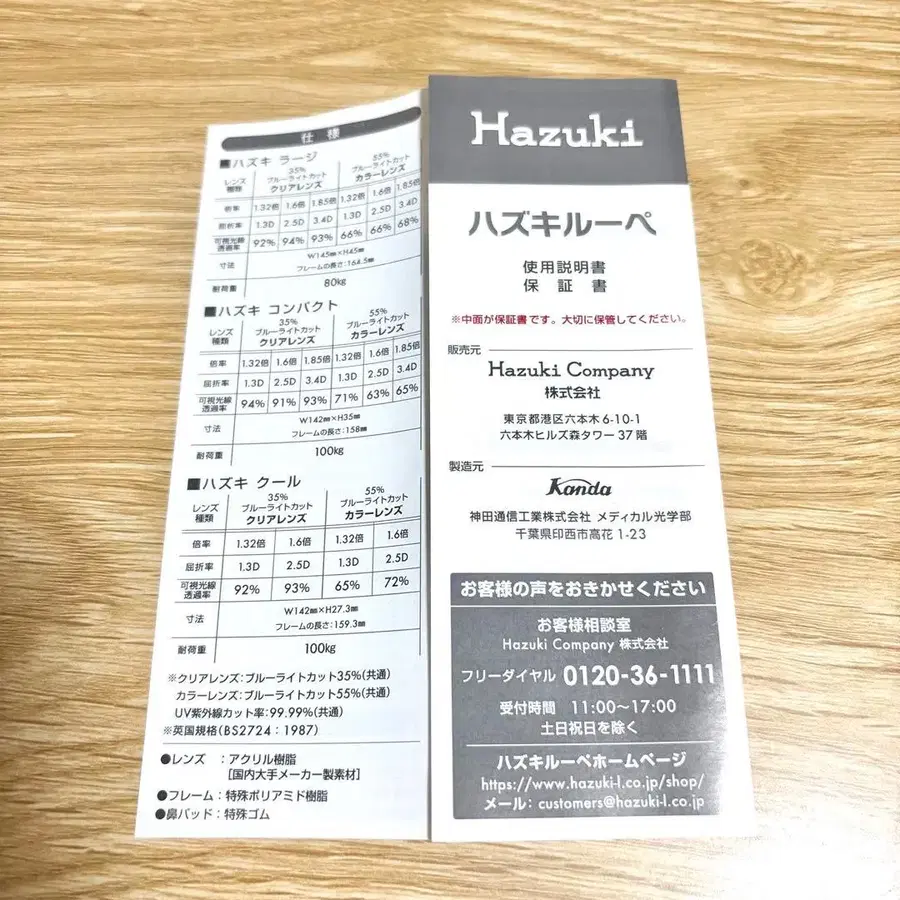 仕様
■ハズキ ラージ
レンズ種類 35%ブルーライトカット クリアレンズ 55%ブルーライトカット カラーレンズ
倍率 1.32倍 1.6倍 1.85倍 1.32倍 1.6倍 1.85倍
屈折率 1.3D 2.5D 3.4D 1.3D 2.5D 3.4D
可視光線透過率 92% 94% 93% 66% 66% 68%
寸法 W145㎜×H45㎜
フレームの長さ:164.5㎜
耐荷重 80kg
■ハズキ コンパクト
レンズ種類 35%ブルーライトカット クリアレンズ 55%ブルーライトカット カラーレンズ
倍率 1.32倍 1.6倍 1.85倍 1.32倍 1.6倍 1.85倍
屈折率 1.3D 2.5D 3.4D 1.3D 2.5D 3.4D
可視光線透過率 94% 91% 93% 71% 63% 65%
寸法 W142㎜×H35㎜
フレームの長さ:158㎜
耐荷重 100kg
■ハズキ クール
レンズ種類 35%ブルーライトカット クリアレンズ 55%ブルーライトカット カラーレンズ
倍率 1.32倍 1.6倍 1.32倍 1.6倍
屈折率 1.3D 2.5D 1.3D 2.5D
可視光線透過率 92% 93% 65% 72%
寸法 W142㎜×H27.3㎜
フレームの長さ:159.3㎜
耐荷重 100kg
※クリアレンズ:ブルーライトカット35%(共通)
カラーレンズ:ブルーライトカット55%(共通)
UV紫外線カット率:99.99%(共通)
※英国規格(BS2724:1987)
●レンズ :アクリル樹脂
[国内大手メーカー製素材]
●フレーム:特殊ポリアミド樹脂
●鼻パッド:特殊ゴム
Hazuki
ハズキルーペ
使用説明書
保証書
※中面が保証書です。大切に保管してください。
販売元
Hazuki Company
株式会社
東京都港区六本木6-10-1
六本木ヒルズ森タワー37階
製造元
Kanda
神田通信工業株式会社 メディカル光学部
千葉県印西市高花1-23
お客様の声をおきかせください
お客様相談室
Hazuki Company 株式会社
フリーダイヤル 0120-36-1111
受付時間 11:00〜17:00
土日祝日を除く
ハズキルーペホームページ
https://www.hazuki-l.co.jp/shop/
メール:customers@hazuki-l.co.jp